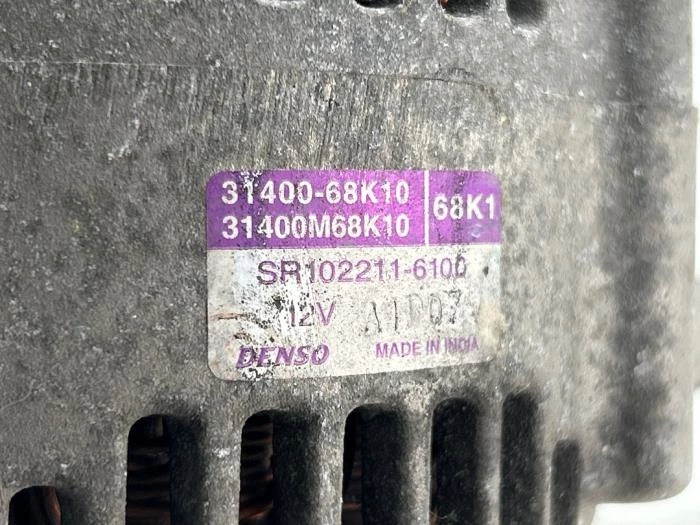 31400-68K10
31400M68K10
68K1
SR102211-6100
12V
DENSO
MADE IN INDIA